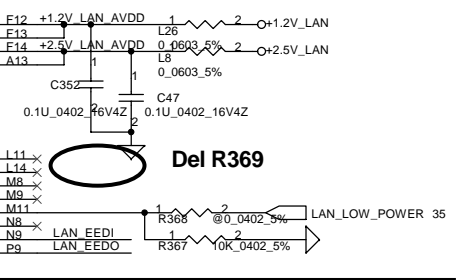 F12 +1.2V_LAN_AVDD 1 2 +1.2V_LAN
F13 L26
F14 +2.5V_LAN_AVDD 0_0603_5% 1 2 +2.5V_LAN
A13 L8
0_0603_5%
1 1
C352 C47
2 2
0.1U_0402_16V4Z 0.1U_0402_16V4Z
Del R369
L11
L14
M8
M9
M11 1 2 LAN_LOW_POWER 35
N8 R368 @0_0402_5%
N9 LAN_EEDI 1 2
P9 LAN_EEDO R367 10K_0402_5%